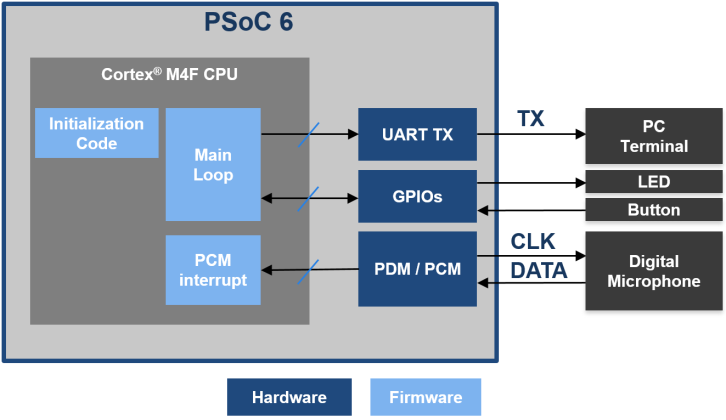 PSoC 6
Cortex® M4F CPU
Initialization
Code
Main
Loop
PCM
interrupt
UART TX
GPIOs
PDM / PCM
TX
CLK
DATA
PC
Terminal
LED
Button
Digital
Microphone
Hardware
Firmware